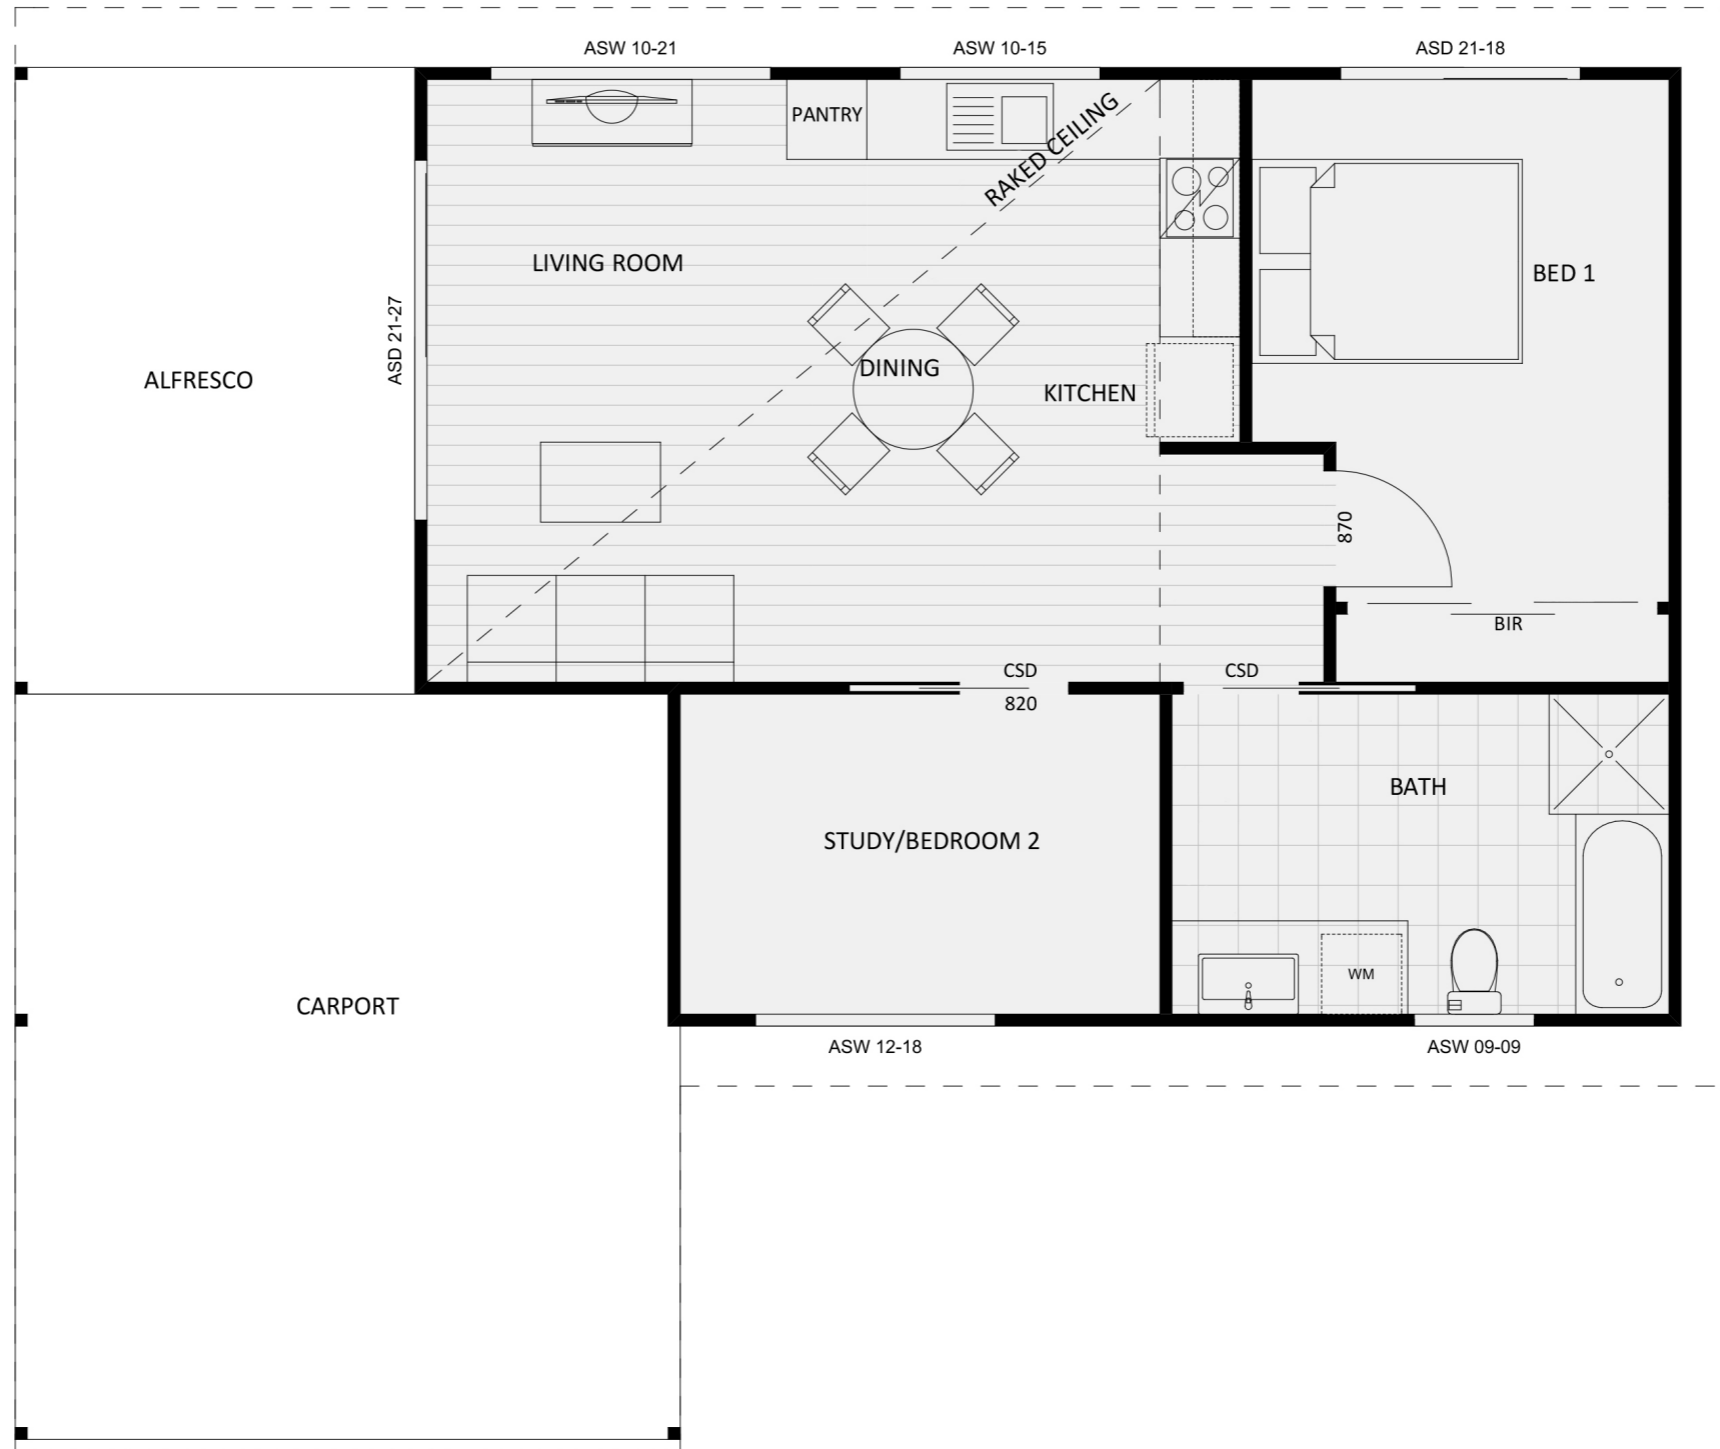 ASW 10-21
ASW 10-15
ASD 21-18
PANTRY
RAKED CEILING
LIVING ROOM
BED 1
ASD 21-27
ALFRESCO
DINING
KITCHEN
870
BIR
CSD
820
CSD
BATH
STUDY/BEDROOM 2
WM
CARPORT
ASW 12-18
ASW 09-09